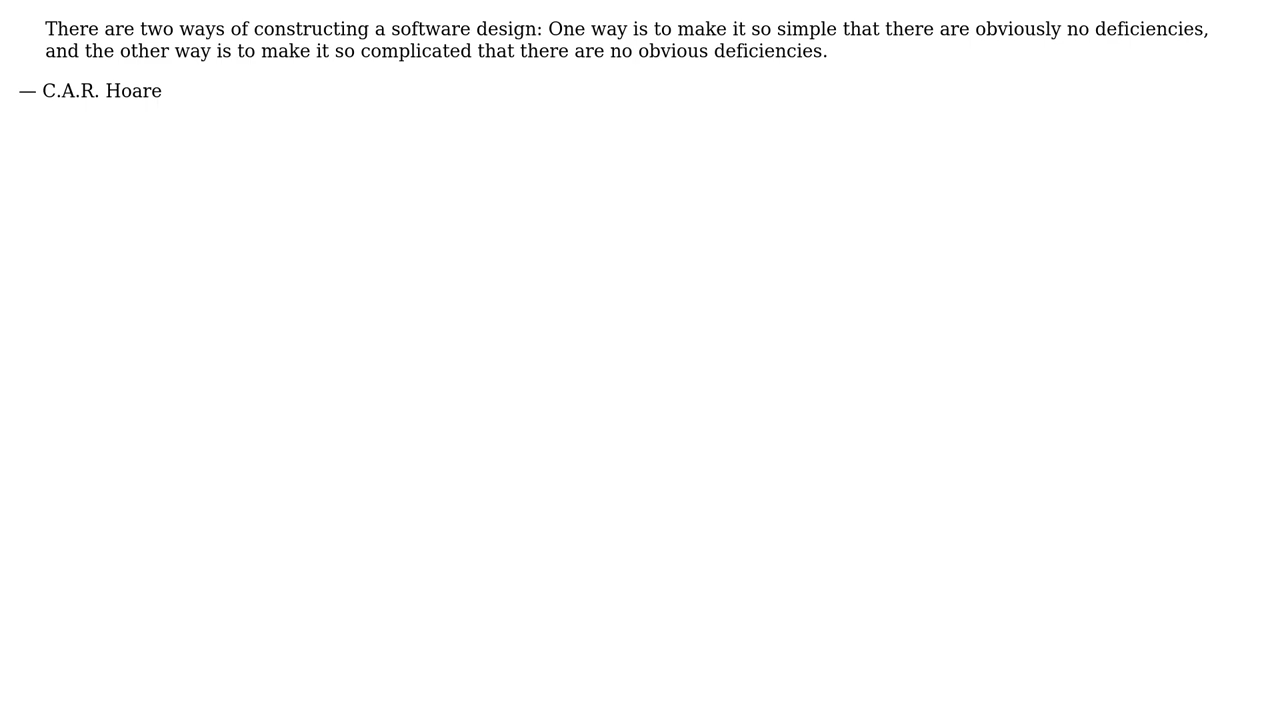 There are two ways of constructing a software design: One way is to make it so simple that there are obviously no deficiencies,
and the other way is to make it so complicated that there are no obvious deficiencies.
— C.A.R. Hoare